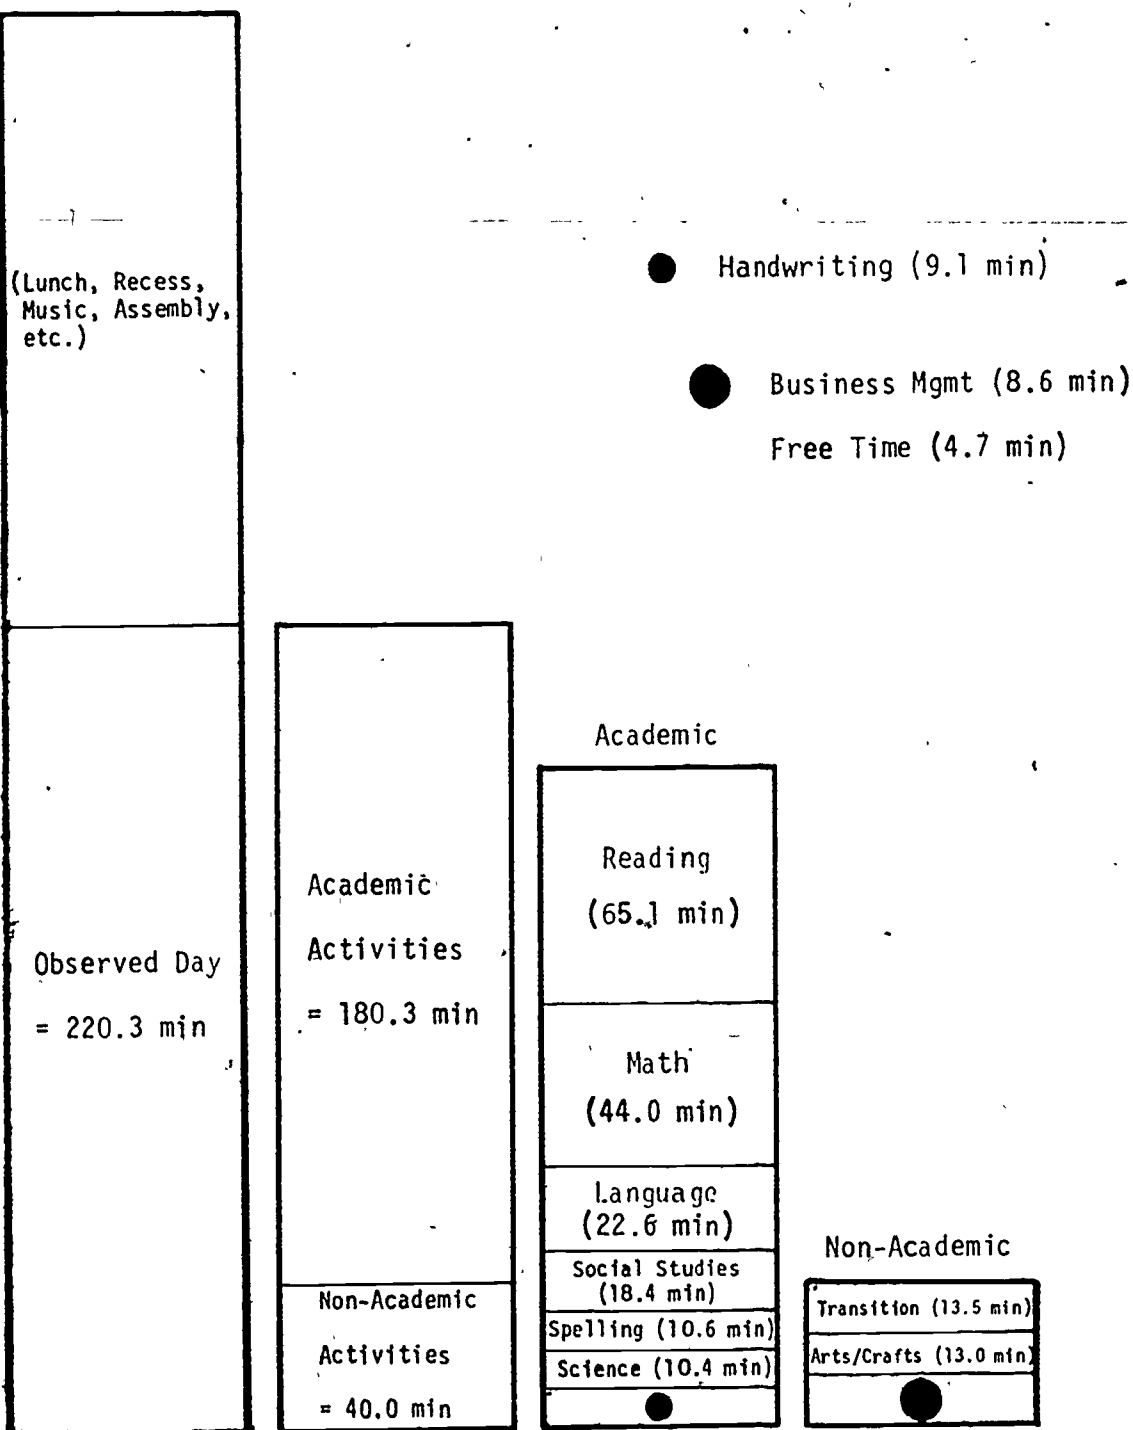 (Lunch, Recess,
Music, Assembly,
etc.)
Observed Day
= 220.3 min
Academic
Activities
= 180.3 min
Non-Academic
Activities
= 40.0 min
Academic
Reading
(65.1 min)
Math
(44.0 min)
Language
(22.6 min)
Social Studies
(18.4 min)
Spelling (10.6 min)
Science (10.4 min)
Handwriting (9.1 min)
Business Mgmt (8.6 min)
Free Time (4.7 min)
Non-Academic
Transition (13.5 min)
Arts/Crafts (13.0 min)